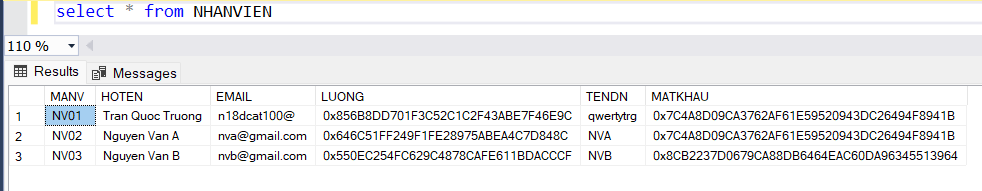 select * from NHANVIEN
110 %
Results Messages
MANV HOTEN EMAIL LUONG TENDN MATKHAU
1 NV01 Tran Quoc Truong n18dcat100@ 0x856B8DD701F3C52C1C2F43ABE7F46E9C qwertytrg 0x7C4A8D09CA3762AF61E59520943DC26494F8941B
2 NV02 Nguyen Van A nva@gmail.com 0x646C51FF249F1FE28975ABEA4C7D848C NVA 0x7C4A8D09CA3762AF61E59520943DC26494F8941B
3 NV03 Nguyen Van B nvb@gmail.com 0x550EC254FC629C4878CAFE611BDACCCF NVB 0x8CB2237D0679CA88DB6464EAC60DA96345513964